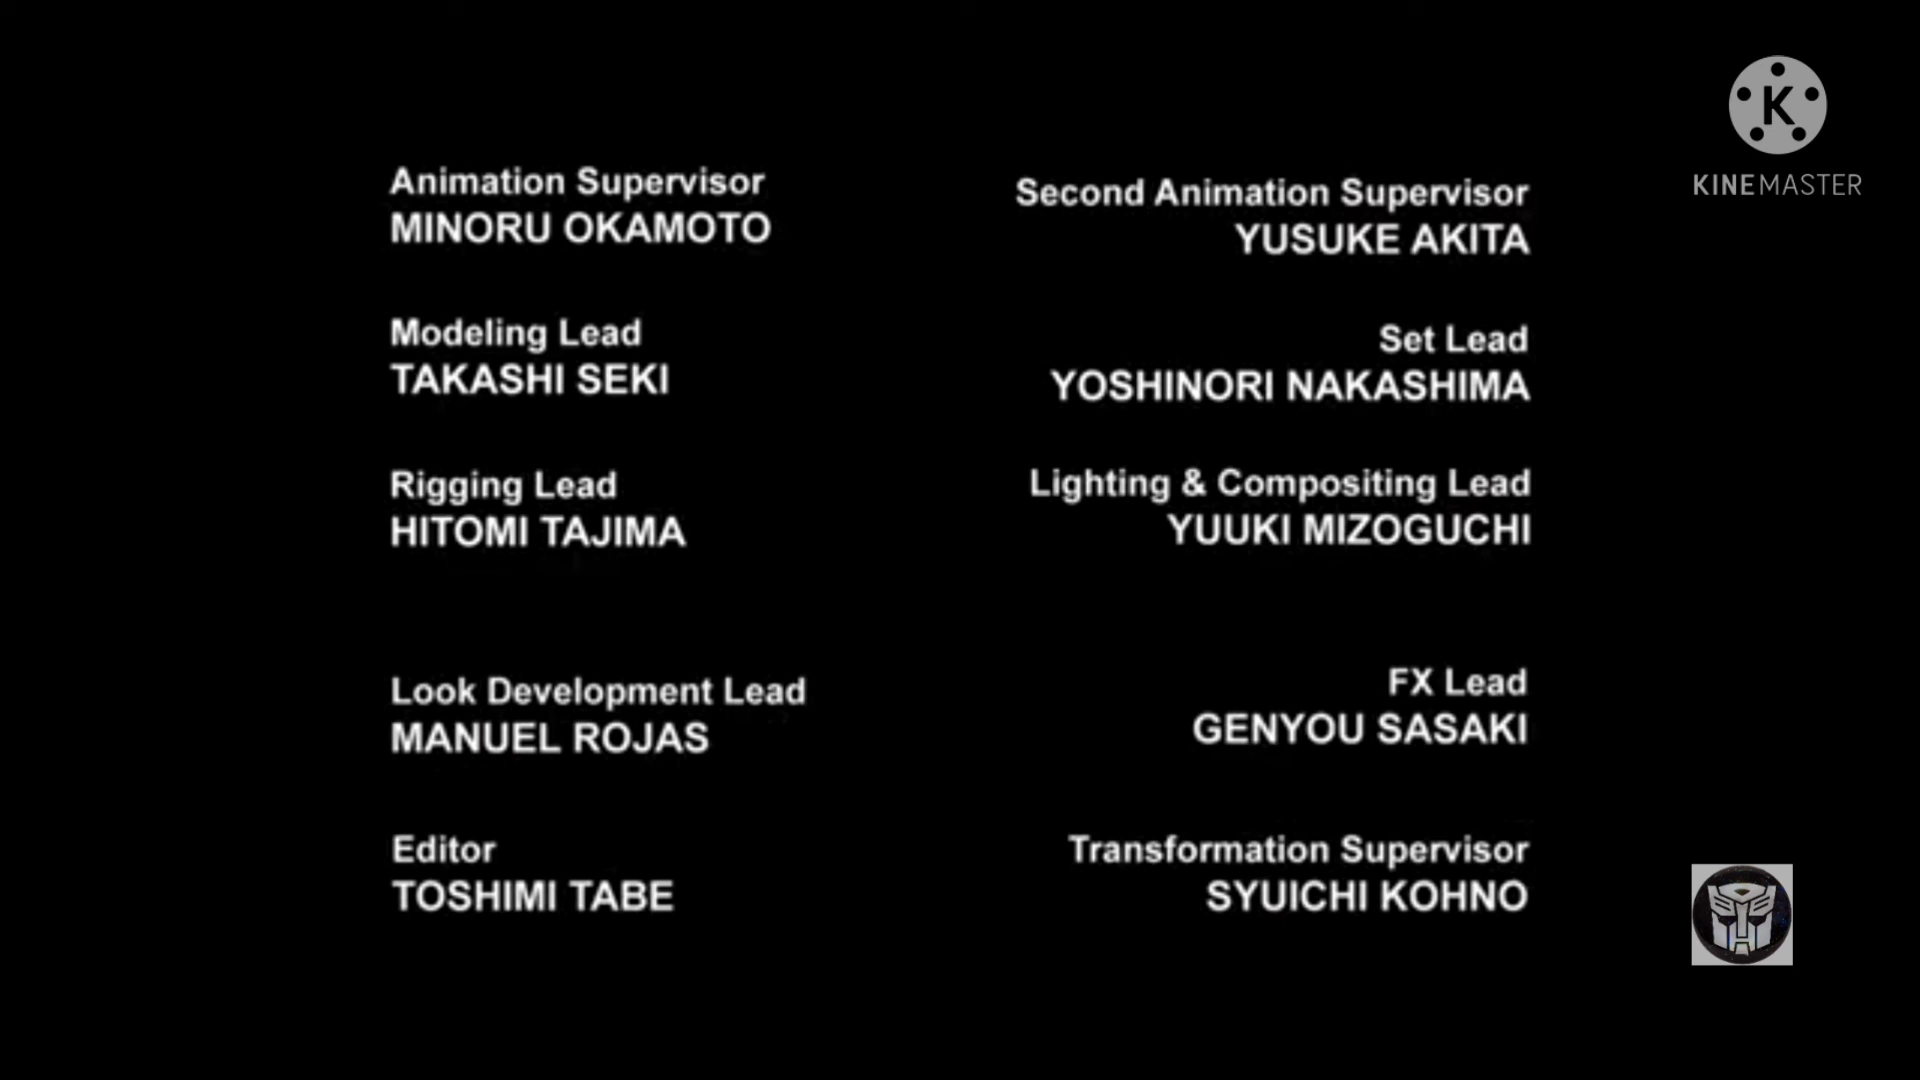 Animation Supervisor
MINORU OKAMOTO
Second Animation Supervisor
YUSUKE AKITA
Modeling Lead
TAKASHI SEKI
Set Lead
YOSHINORI NAKASHIMA
Rigging Lead
HITOMI TAJIMA
Lighting & Compositing Lead
YUUKI MIZOGUCHI
Look Development Lead
MANUEL ROJAS
FX Lead
GENYOU SASAKI
Editor
TOSHIMI TABE
Transformation Supervisor
SYUICHI KOHNO
K
KINEMASTER